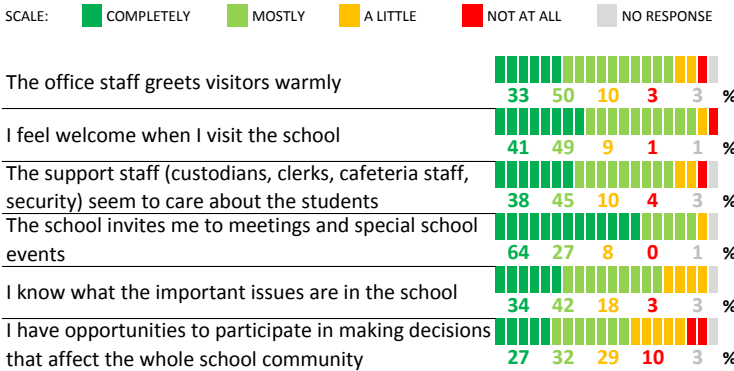 SCALE: COMPLETELY MOSTLY A LITTLE NOT AT ALL NO RESPONSE
The office staff greets visitors warmly
33 50 10 3 3 %
I feel welcome when I visit the school
41 49 9 1 1 %
The support staff (custodians, clerks, cafeteria staff,
security) seem to care about the students
38 45 10 4 3 %
The school invites me to meetings and special school
events
64 27 8 0 1 %
I know what the important issues are in the school
34 42 18 3 3 %
I have opportunities to participate in making decisions
that affect the whole school community
27 32 29 10 3 %